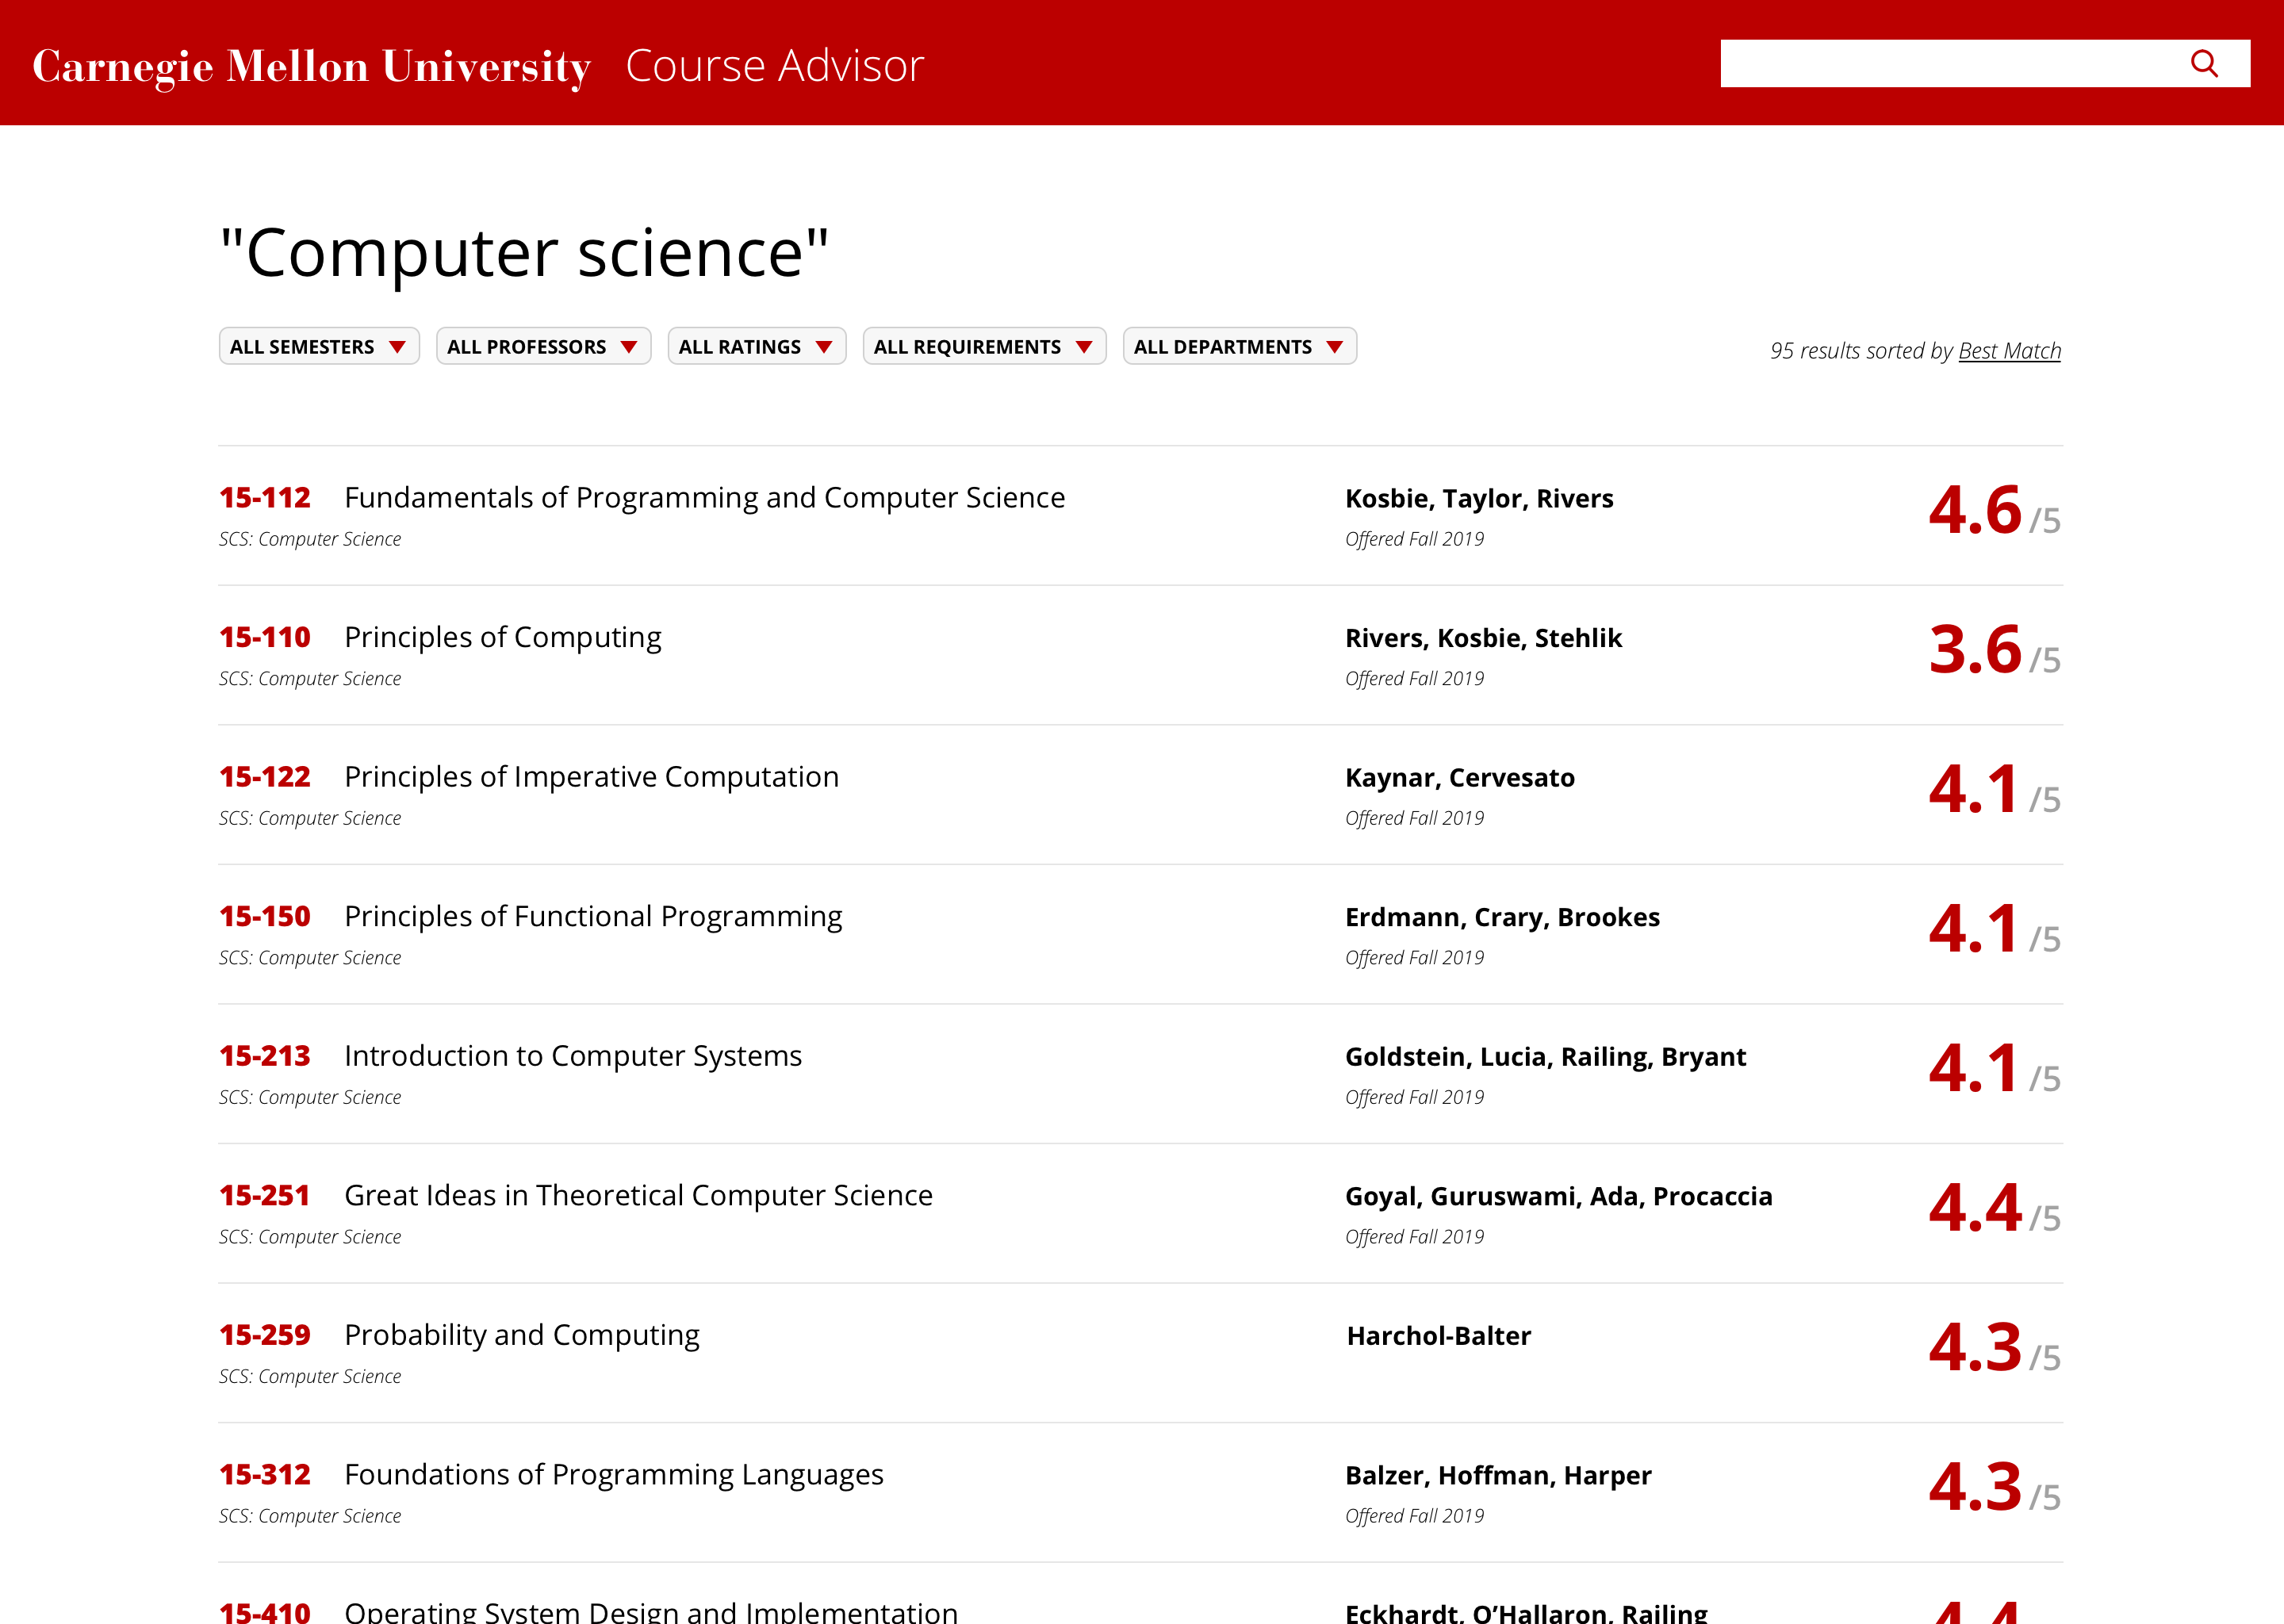 Carnegie Mellon University Course Advisor
"Computer science"
ALL SEMESTERS ALL PROFESSORS ALL RATINGS ALL REQUIREMENTS ALL DEPARTMENTS
95 results sorted by Best Match
15-112 Fundamentals of Programming and Computer Science Kosbie, Taylor, Rivers 4.6 /5
SCS: Computer Science Offered Fall 2019
15-110 Principles of Computing Rivers, Kosbie, Stehlik 3.6 /5
SCS: Computer Science Offered Fall 2019
15-122 Principles of Imperative Computation Kaynar, Cervesato 4.1 /5
SCS: Computer Science Offered Fall 2019
15-150 Principles of Functional Programming Erdmann, Crary, Brookes 4.1 /5
SCS: Computer Science Offered Fall 2019
15-213 Introduction to Computer Systems Goldstein, Lucia, Railing, Bryant 4.1 /5
SCS: Computer Science Offered Fall 2019
15-251 Great Ideas in Theoretical Computer Science Goyal, Guruswami, Ada, Procaccia 4.4 /5
SCS: Computer Science Offered Fall 2019
15-259 Probability and Computing Harchol-Balter 4.3 /5
SCS: Computer Science
15-312 Foundations of Programming Languages Balzer, Hoffman, Harper 4.3 /5
SCS: Computer Science Offered Fall 2019
15-410 Operating System Design and Implementation Eckhardt, O’Hallaron, Railing 4.4